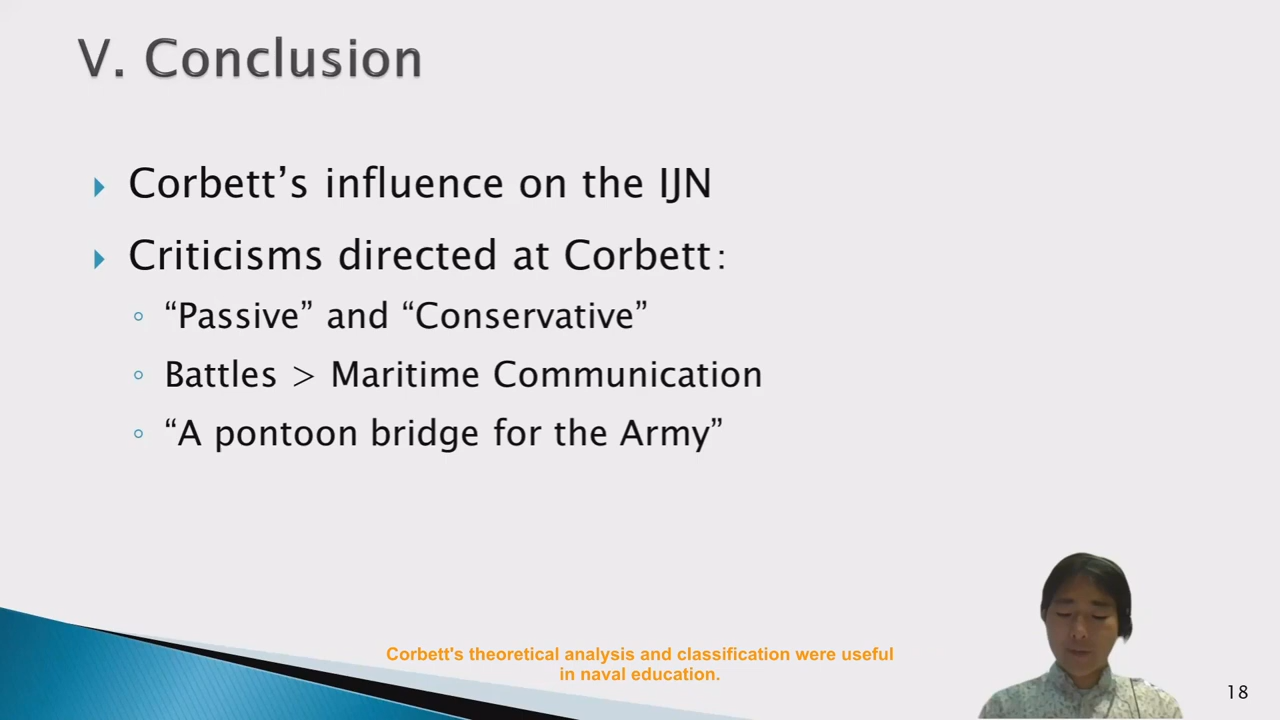 V. Conclusion
Corbett’s influence on the IJN
Criticisms directed at Corbett:
“Passive” and “Conservative”
Battles > Maritime Communication
“A pontoon bridge for the Army”
Corbett's theoretical analysis and classification were useful
in naval education.
18